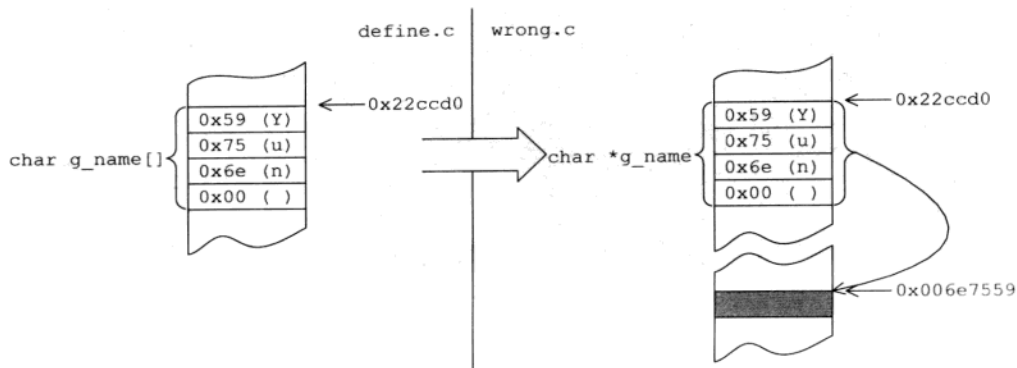 define.c
wrong.c
0x22ccd0
0x22ccd0
0x59 (Y)
0x59 (Y)
0x75 (u)
0x75 (u)
char g_name[]
char *g_name
0x6e (n)
0x6e (n)
0x00 ( )
0x00 ( )
0x006e7559